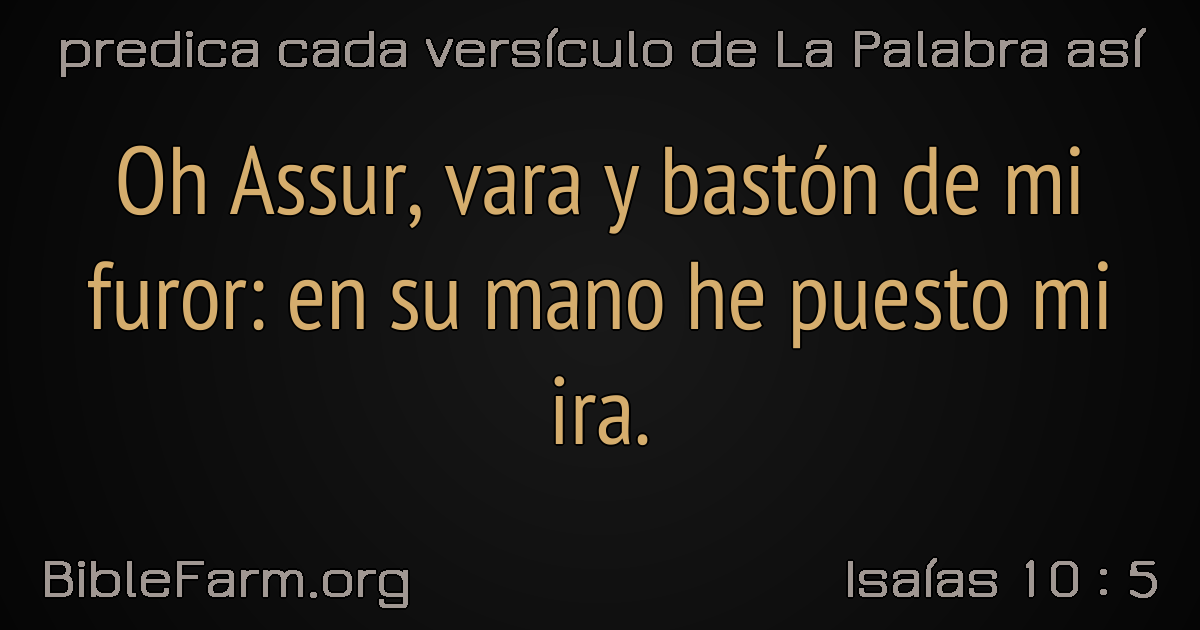 predica cada versículo de La Palabra así
Oh Assur, vara y bastón de mi
furor: en su mano he puesto mi
ira.
BibleFarm.org
Isaías 10 : 5